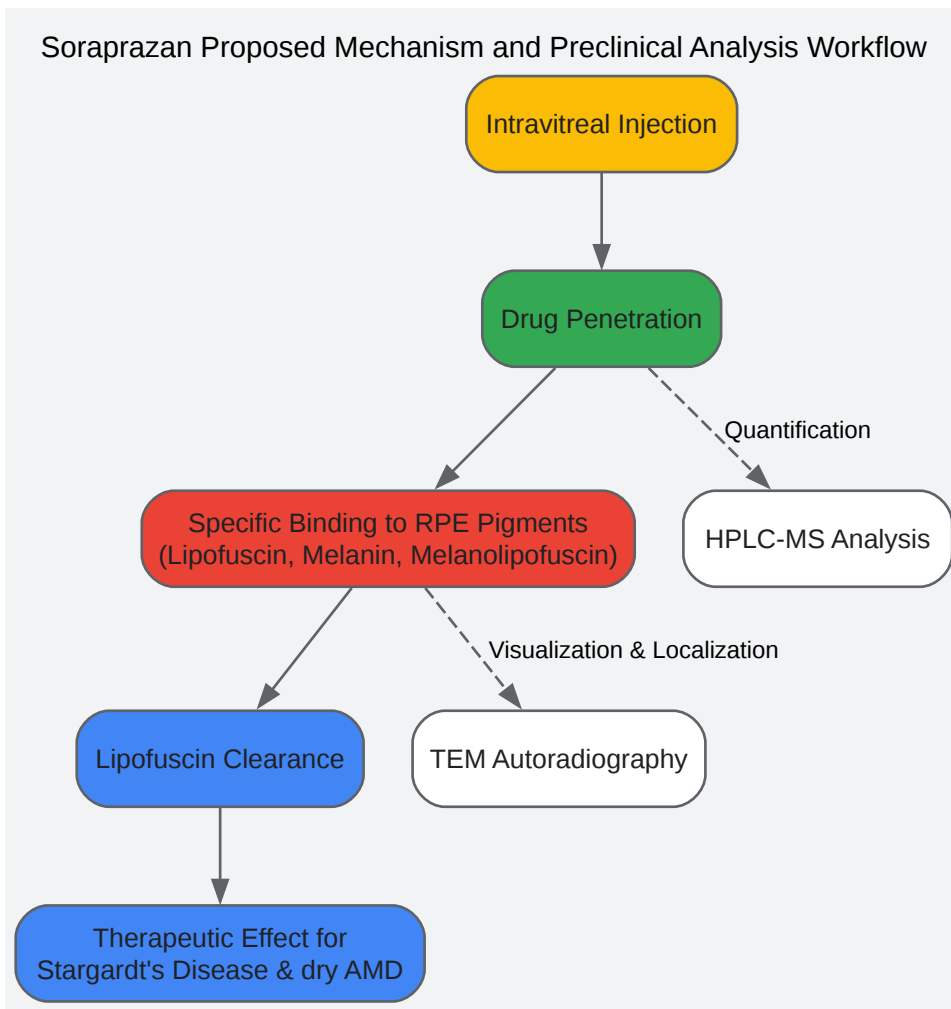 Soraprazan Proposed Mechanism and Preclinical Analysis Workflow
Intravitreal Injection
Drug Penetration
Quantification
Specific Binding to RPE Pigments
(Lipofuscin, Melanin, Melanolipofuscin)
HPLC-MS Analysis
Visualization & Localization
Lipofuscin Clearance
TEM Autoradiography
Therapeutic Effect for
Stargardt's Disease & dry AMD